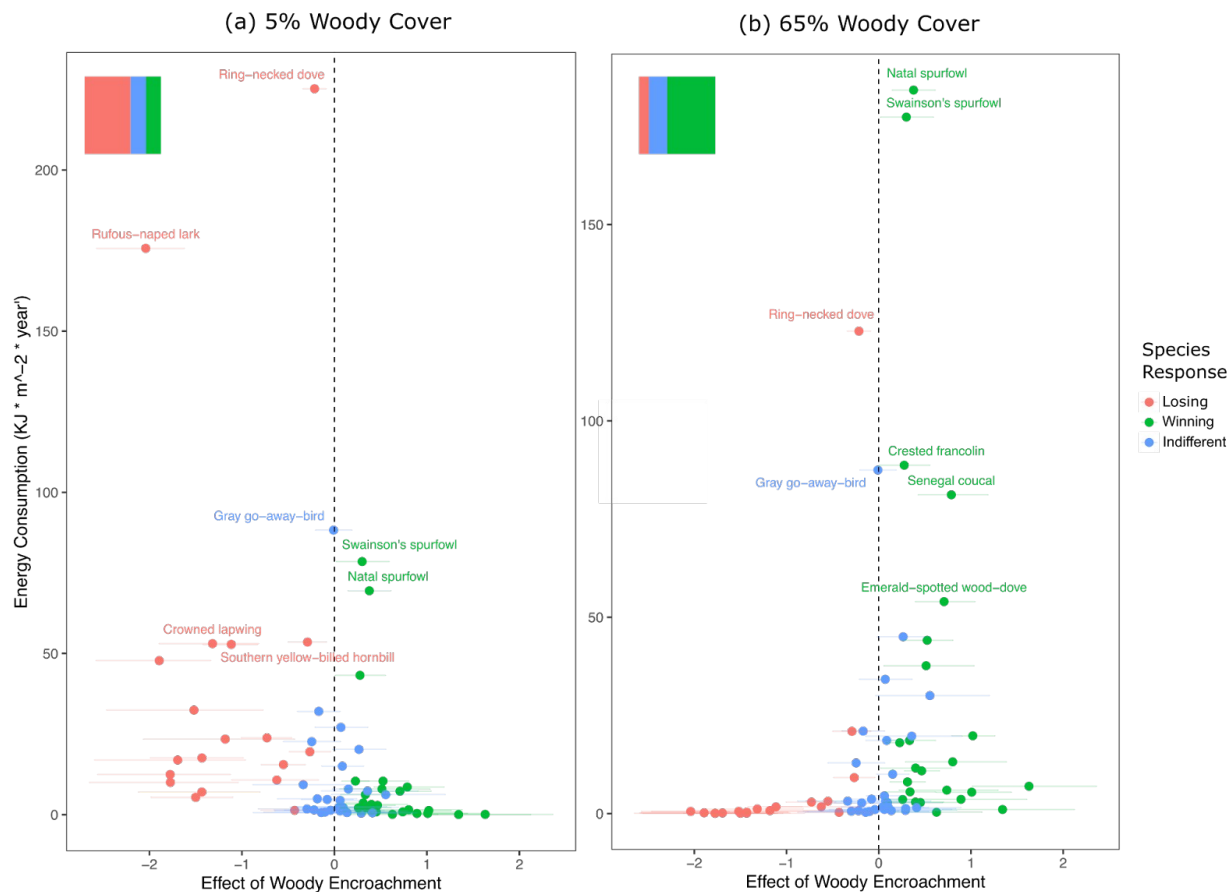 (a) 5% Woody Cover
(b) 65% Woody Cover
Energy Consumption (KJ * m^-2 * year')
200
150
100
50
0
Ring-necked dove
Rufous-naped lark
Gray go-away-bird
Swainson's spurfowl
Natal spurfowl
Crowned lapwing
Southern yellow-billed hornbill
-2
-1
0
1
2
Effect of Woody Encroachment
150
100
50
0
Natal spurfowl
Swainson's spurfowl
Ring-necked dove
Crested francolin
Gray go-away-bird
Senegal coucal
Emerald-spotted wood-dove
-2
-1
0
1
2
Effect of Woody Encroachment
Species
Response
Losing
Winning
Indifferent